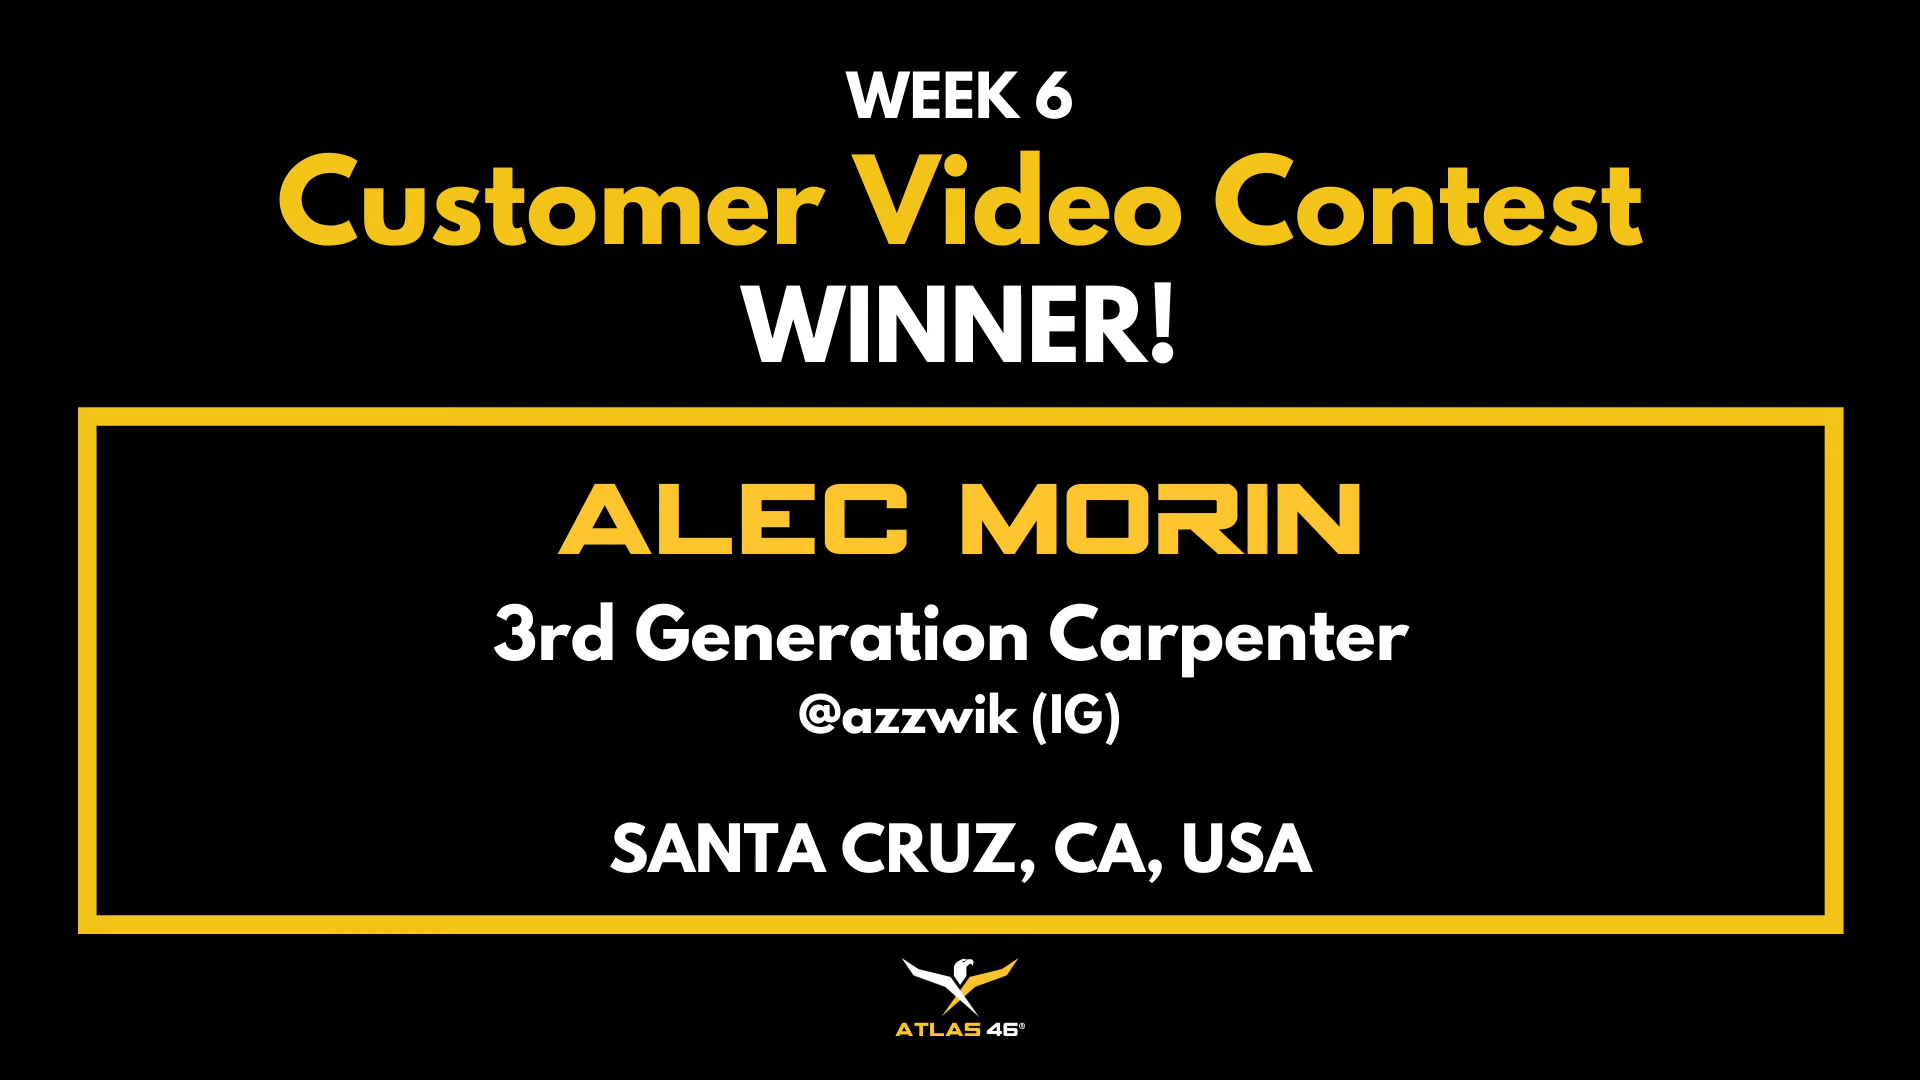 WEEK 6
Customer Video Contest
WINNER!
ALEC MORIN
3rd Generation Carpenter
@azzwik (IG)
SANTA CRUZ, CA, USA
ATLAS 46®